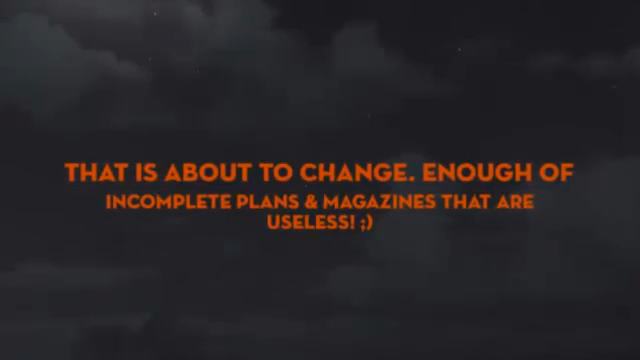 THAT IS ABOUT TO CHANGE. ENOUGH OF
INCOMPLETE PLANS & MAGAZINES THAT ARE
USELESS! ;)